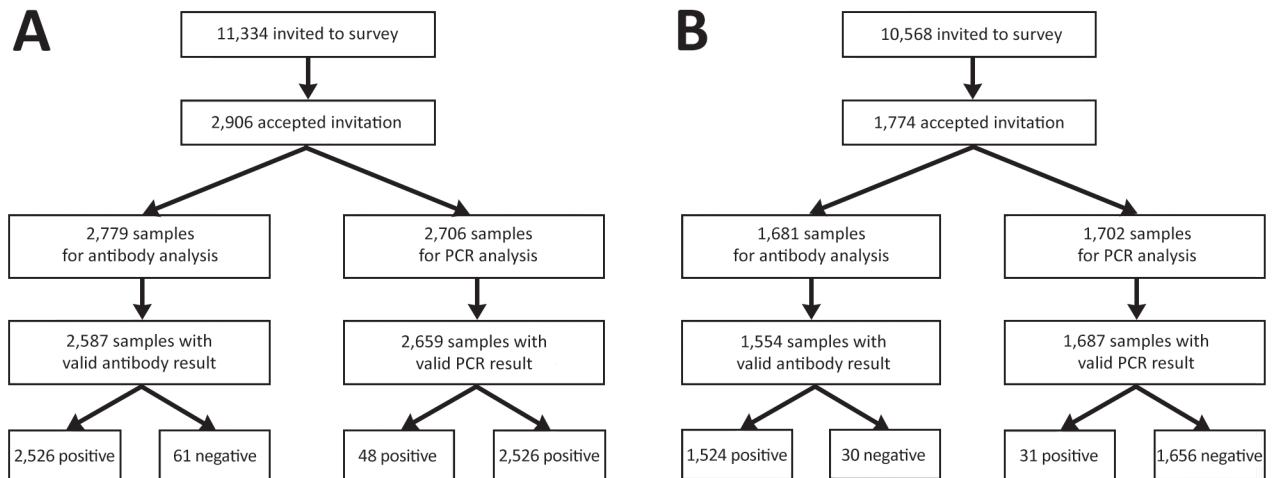 A
11,334 invited to survey
2,906 accepted invitation
2,779 samples
for antibody analysis
2,706 samples
for PCR analysis
2,587 samples with
valid antibody result
2,659 samples with
valid PCR result
2,526 positive
61 negative
48 positive
2,526 positive
B
10,568 invited to survey
1,774 accepted invitation
1,681 samples
for antibody analysis
1,702 samples
for PCR analysis
1,554 samples with
valid antibody result
1,687 samples with
valid PCR result
1,524 positive
30 negative
31 positive
1,656 negative